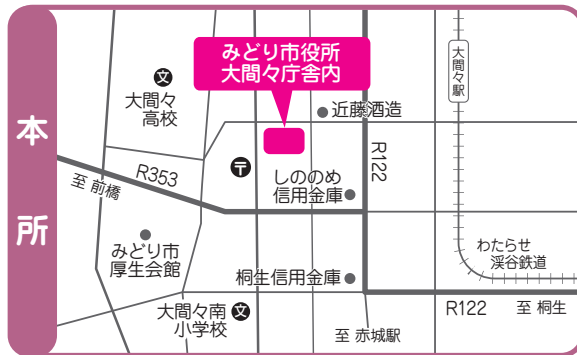 本所
みどり市役所
大間々庁舎内
文
大間々
高校
近藤酒造
大間々駅
R122
〒
しののめ
信用金庫
R353
至 前橋
みどり市
厚生会館
わたらせ
渓谷鉄道
桐生信用金庫
大間々南
小学校
文
R122
至 桐生
至 赤城駅